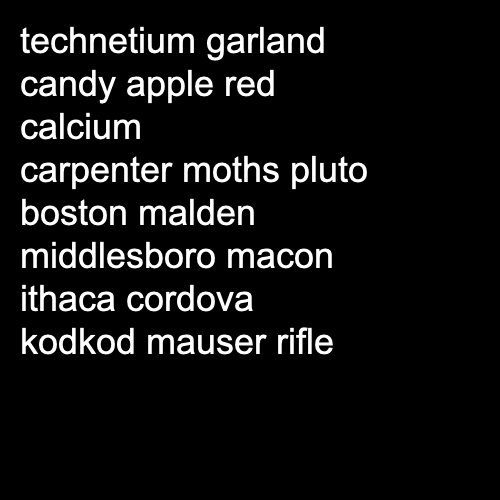 technetium garland
candy apple red
calcium
carpenter moths pluto
boston malden
middlesboro macon
ithaca cordova
kodkod mauser rifle